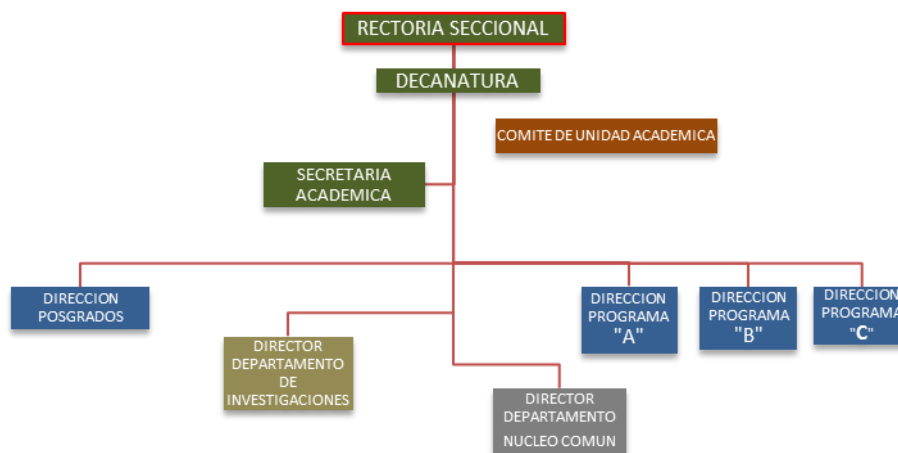 RECTORIA SECCIONAL
DECANATURA
COMITE DE UNIDAD ACADEMICA
SECRETARIA
ACADEMICA
DIRECCION
POSGRADOS
DIRECCION
PROGRAMA
"A"
DIRECCION
PROGRAMA
"B"
DIRECCION
PROGRAMA
"C"
DIRECTOR
DEPARTAMENTO
DE
INVESTIGACIONES
DIRECTOR
DEPARTAMENTO
NUCLEO COMUN